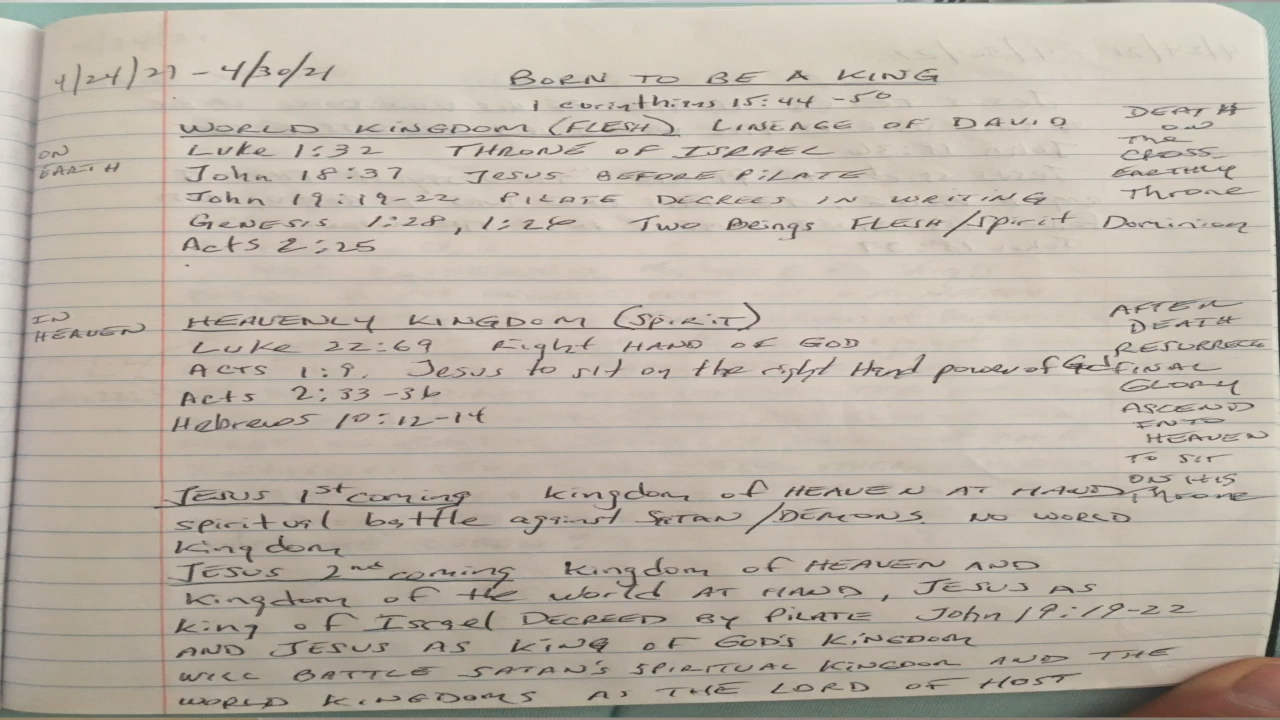 4/24/21 - 4/30/21
BORN TO BE A KING
1 corinthins 15:44-50
WORLD KINGDOM (FLESH) LINEAGE OF DAVID
ON
EARTH
Luke 1:32 THRONE OF ISRAEL
John 18:37 JESUS BEFORE PILATE
John 19:19-22 PILATE DECREES IN WRITING
GENESIS 1:28, 1:26 Two Beings FLESH/Spirit Dominion
Acts 2:25
DEATH
ON
The
CROSS
EARTHLY
Throne
IN
HEAVEN
HEAVENLY KINGDOM (SPIRIT)
Luke 22:69 Right HAND OF GOD
ACTS 1:9. Jesus to sit on the right Hand power of God
Acts 2:33-36
Hebrews 10:12-14
AFTER
DEATH
RESURRECT
FINAL
GLORY
ASCEND
INTO
HEAVEN
TO SIT
ON HIS
Throne
JESUS 1st coming kingdom of HEAVEN AT HAND
spiritual battle against SATAN/DEMONS. NO WORLD
Kingdom
JESUS 2nd coming Kingdom of HEAVEN AND
Kingdom of the World AT HAND, JESUS AS
King of Israel DECREED BY PILATE John 19:19-22
AND JESUS AS KING OF GOD'S KINGDOM
WILL BATTLE SATAN'S SPIRITUAL KINGDOM AND THE
WORLD KINGDOMS AS THE LORD OF HOST